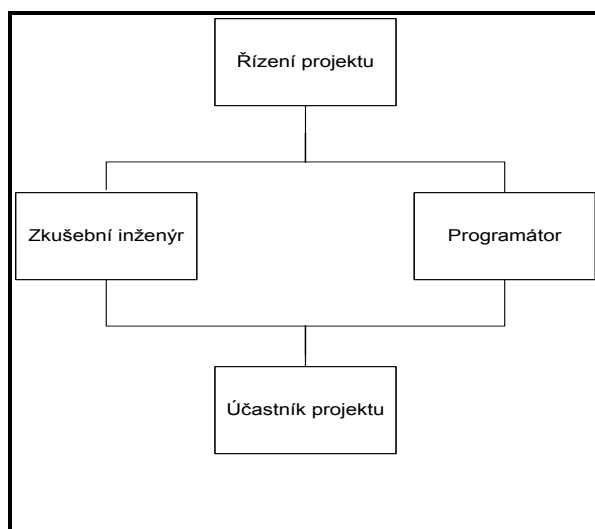 Řízení projektu
Zkušební inženýr
Programátor
Účastník projektu